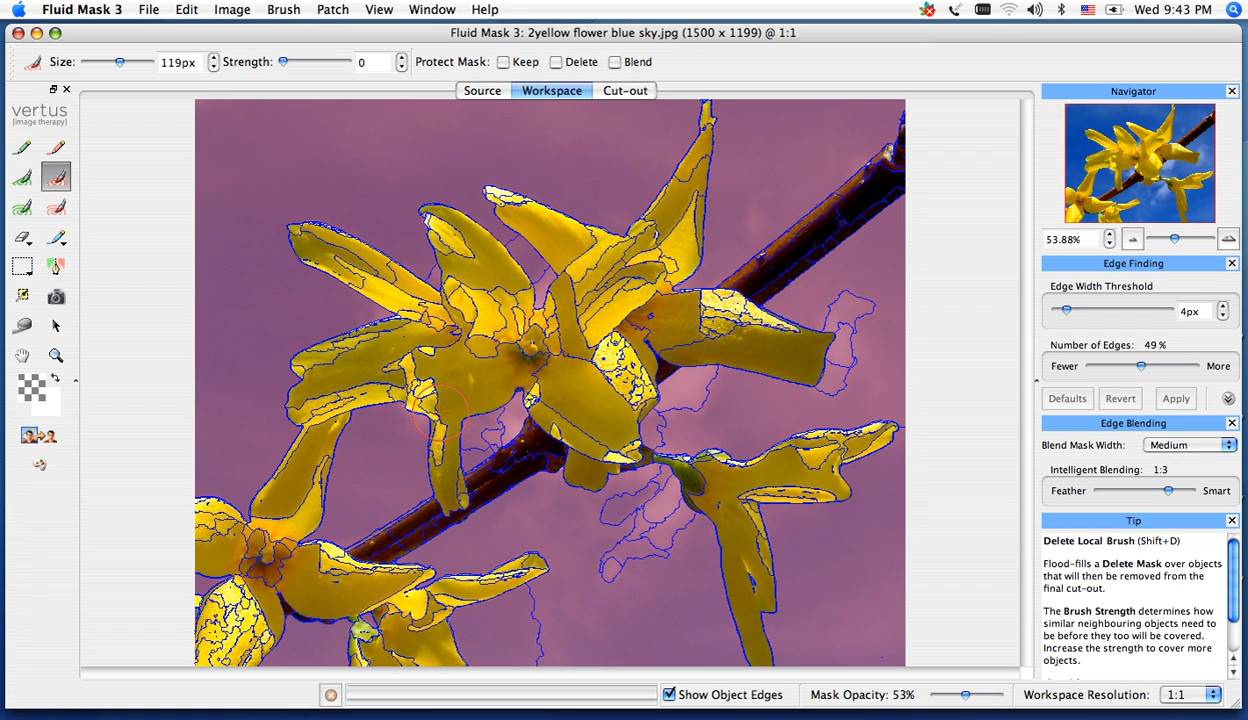 Fluid Mask 3 File Edit Image Brush Patch View Window Help Wed 9:43 PM
Fluid Mask 3: 2yellow flower blue sky.jpg (1500 x 1199) @ 1:1
Size: 119px Strength: 0 Protect Mask: Keep Delete Blend
Source Workspace Cut-out
vertus
[image therapy]
Navigator
53.88%
Edge Finding
Edge Width Threshold
4px
Number of Edges: 49 %
Fewer More
Defaults Revert Apply
Edge Blending
Blend Mask Width: Medium
Intelligent Blending: 1:3
Feather Smart
Tip
Delete Local Brush (Shift+D)
Flood-fills a Delete Mask over objects
that will then be removed from the
final cut-out.
The Brush Strength determines how
similar neighbouring objects need to
be before they too will be covered.
Increase the strength to cover more
objects.
Show Object Edges Mask Opacity: 53% Workspace Resolution: 1:1